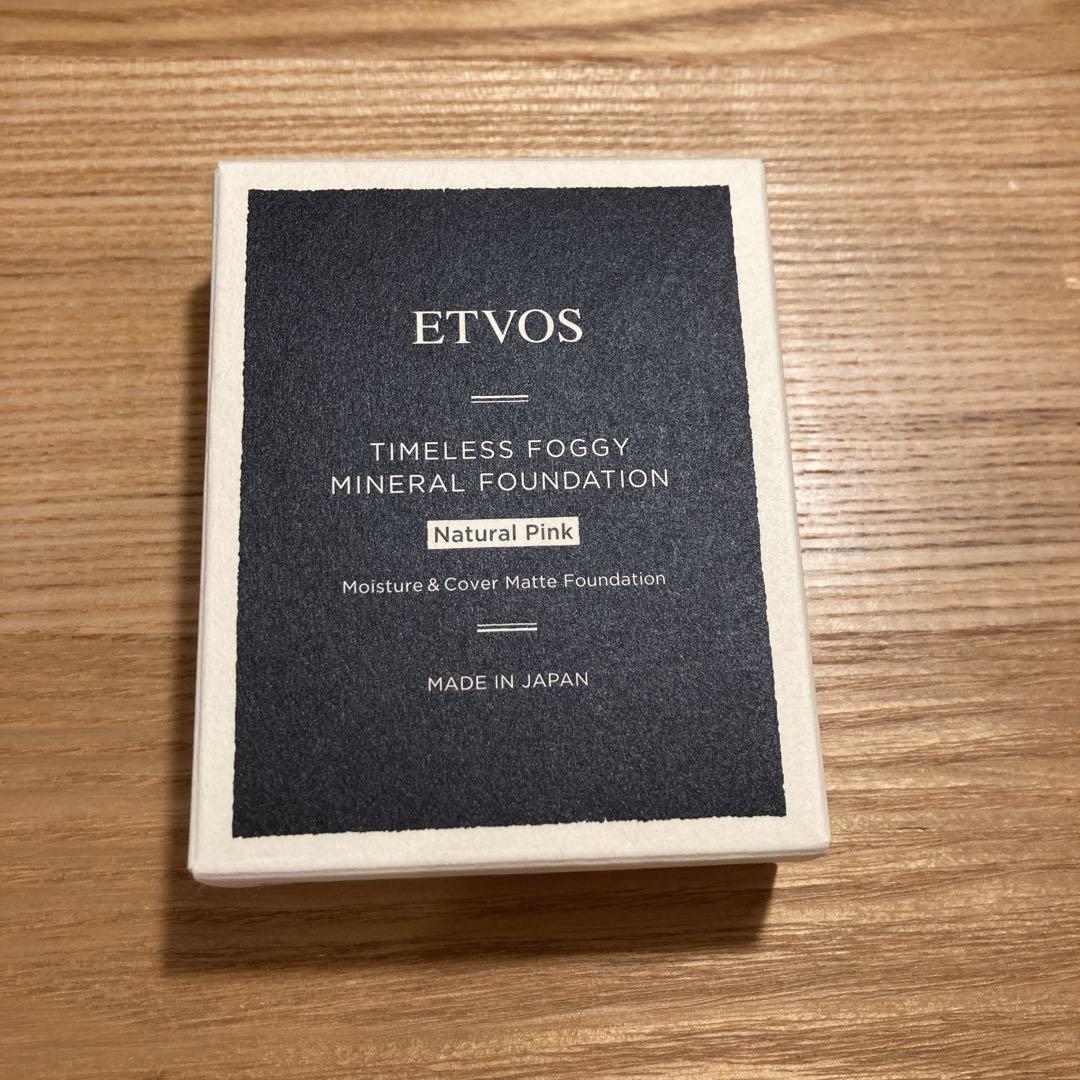 ETVOS
TIMELESS FOGGY
MINERAL FOUNDATION
Natural Pink
Moisture & Cover Matte Foundation
MADE IN JAPAN